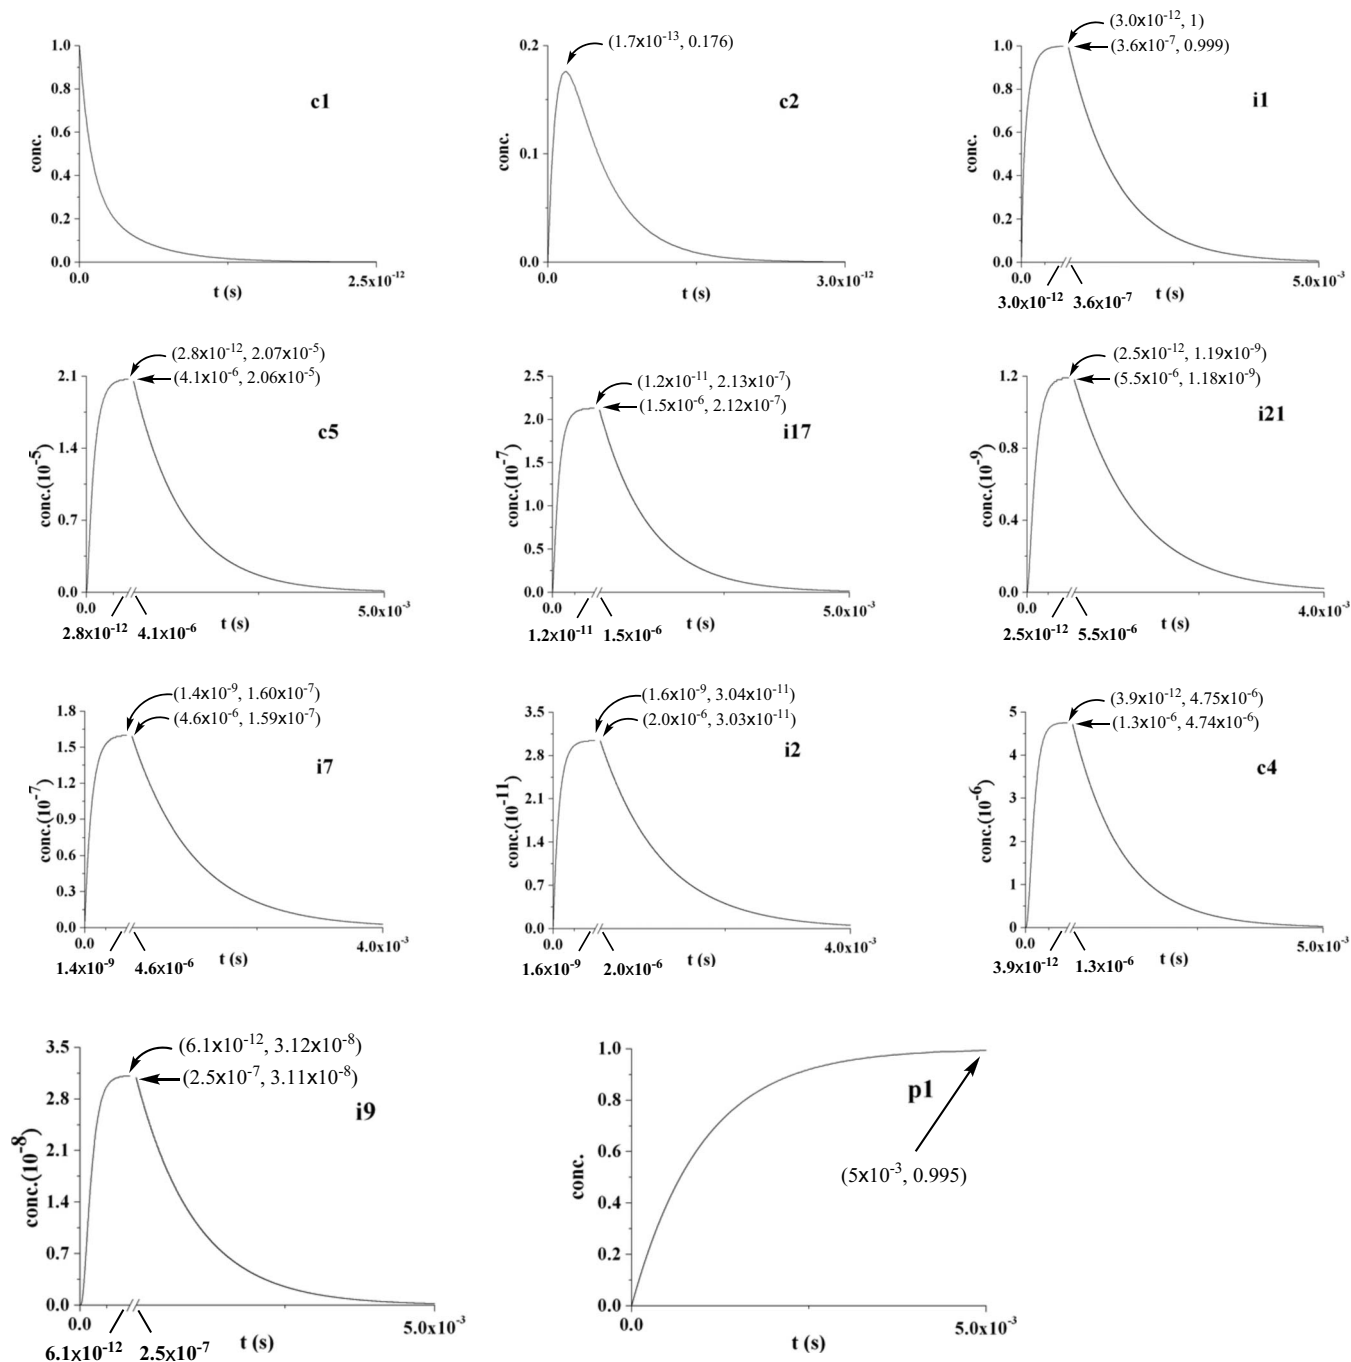 (1.7x10⁻¹³, 0.176)
(3.0x10⁻¹², 1)
(3.6x10⁻⁷, 0.999)
1.0
0.8
0.6
0.4
0.2
0.0
conc.
c1
0.0
2.5x10⁻¹²
t (s)
0.2
0.1
0.0
conc.
c2
0.0
3.0x10⁻¹²
t (s)
1.0
0.8
0.6
0.4
0.2
0.0
conc.
i1
0.0
5.0x10⁻³
3.0x10⁻¹² 3.6x10⁻⁷
t (s)
(2.8x10⁻¹², 2.07x10⁻⁵)
(4.1x10⁻⁶, 2.06x10⁻⁵)
2.1
1.4
0.7
0.0
conc.(10⁻⁵)
c5
0.0
5.0x10⁻³
2.8x10⁻¹² 4.1x10⁻⁶
t (s)
(1.2x10⁻¹¹, 2.13x10⁻⁷)
(1.5x10⁻⁶, 2.12x10⁻⁷)
2.5
2.0
1.5
1.0
0.5
0.0
conc.(10⁻⁷)
i17
0.0
5.0x10⁻³
1.2x10⁻¹¹ 1.5x10⁻⁶
t (s)
(2.5x10⁻¹², 1.19x10⁻⁹)
(5.5x10⁻⁶, 1.18x10⁻⁹)
1.2
0.8
0.4
0.0
conc.(10⁻⁹)
i21
0.0
4.0x10⁻³
2.5x10⁻¹² 5.5x10⁻⁶
t (s)
(1.4x10⁻⁹, 1.60x10⁻⁷)
(4.6x10⁻⁶, 1.59x10⁻⁷)
1.8
1.5
1.2
0.9
0.6
0.3
0.0
conc.(10⁻⁷)
i7
0.0
4.0x10⁻³
1.4x10⁻⁹ 4.6x10⁻⁶
t (s)
(1.6x10⁻⁹, 3.04x10⁻¹¹)
(2.0x10⁻⁶, 3.03x10⁻¹¹)
3.5
2.8
2.1
1.4
0.7
0.0
conc.(10⁻¹¹)
i2
0.0
4.0x10⁻³
1.6x10⁻⁹ 2.0x10⁻⁶
t (s)
(3.9x10⁻¹², 4.75x10⁻⁶)
(1.3x10⁻⁶, 4.74x10⁻⁶)
5
4
3
2
1
0
conc.(10⁻⁶)
c4
0.0
5.0x10⁻³
3.9x10⁻¹² 1.3x10⁻⁶
t (s)
(6.1x10⁻¹², 3.12x10⁻⁸)
(2.5x10⁻⁷, 3.11x10⁻⁸)
3.5
2.8
2.1
1.4
0.7
0.0
conc.(10⁻⁸)
i9
0.0
5.0x10⁻³
6.1x10⁻¹² 2.5x10⁻⁷
t (s)
1.0
0.8
0.6
0.4
0.2
0.0
conc.
p1
(5x10⁻³, 0.995)
0.0
5.0x10⁻³
t (s)